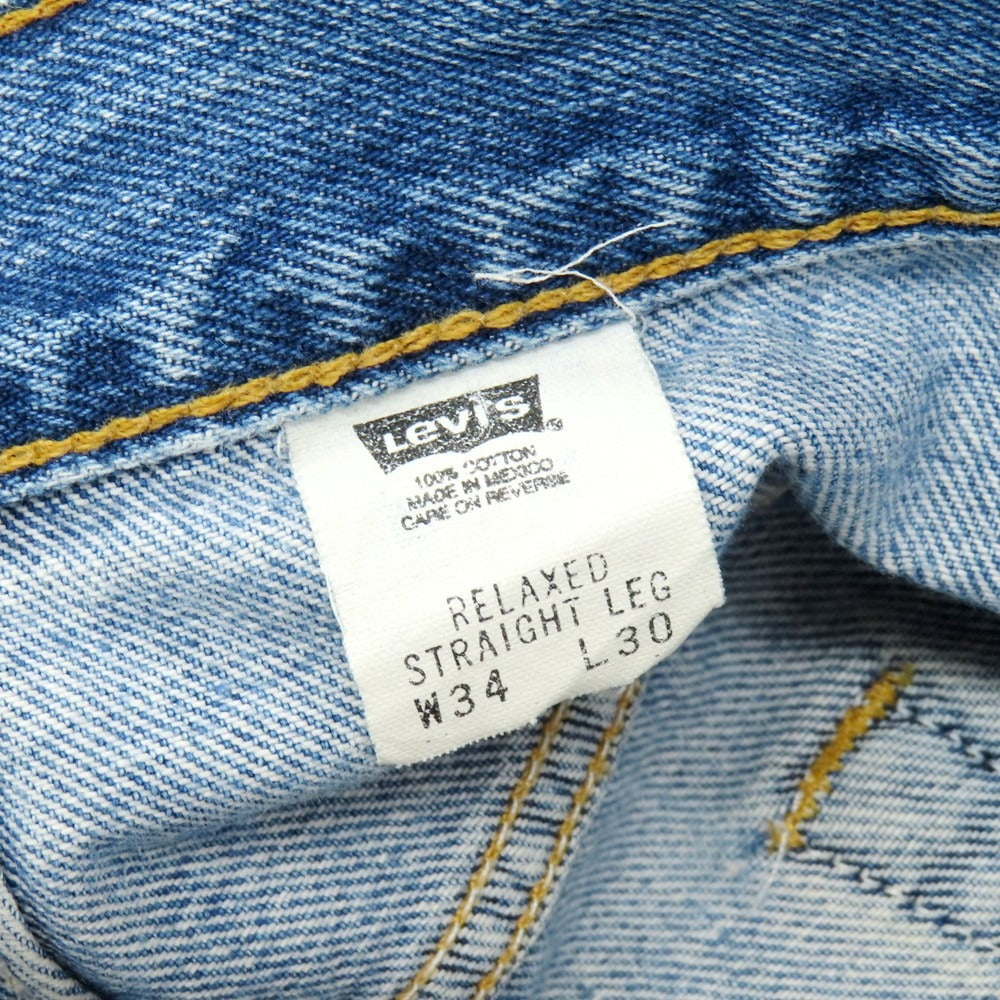 Levi's
100% COTTON
MADE IN MEXICO
CARE ON REVERSE
RELAXED
STRAIGHT LEG
W34 L30